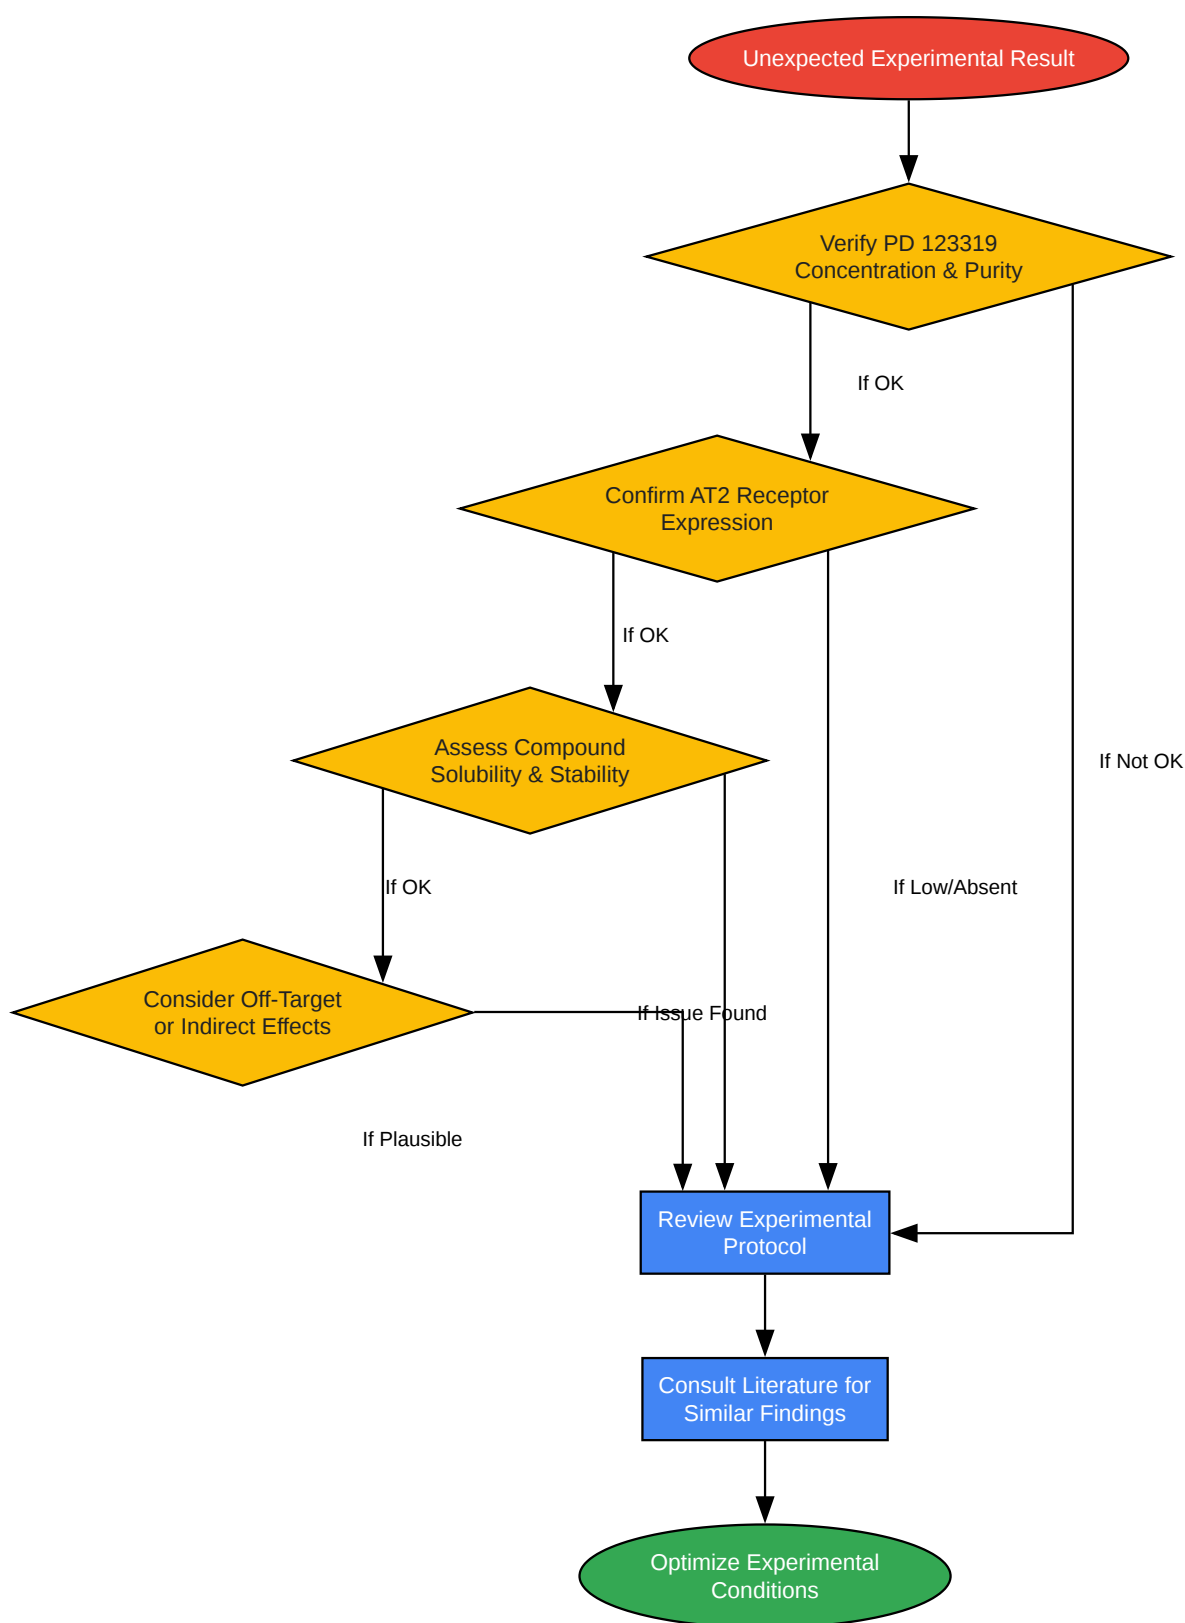 Unexpected Experimental Result
Verify PD 123319
Concentration & Purity
If OK
Confirm AT2 Receptor
Expression
If OK
Assess Compound
Solubility & Stability
If Not OK
If OK
If Low/Absent
Consider Off-Target
or Indirect Effects
If Issue Found
If Plausible
Review Experimental
Protocol
Consult Literature for
Similar Findings
Optimize Experimental
Conditions